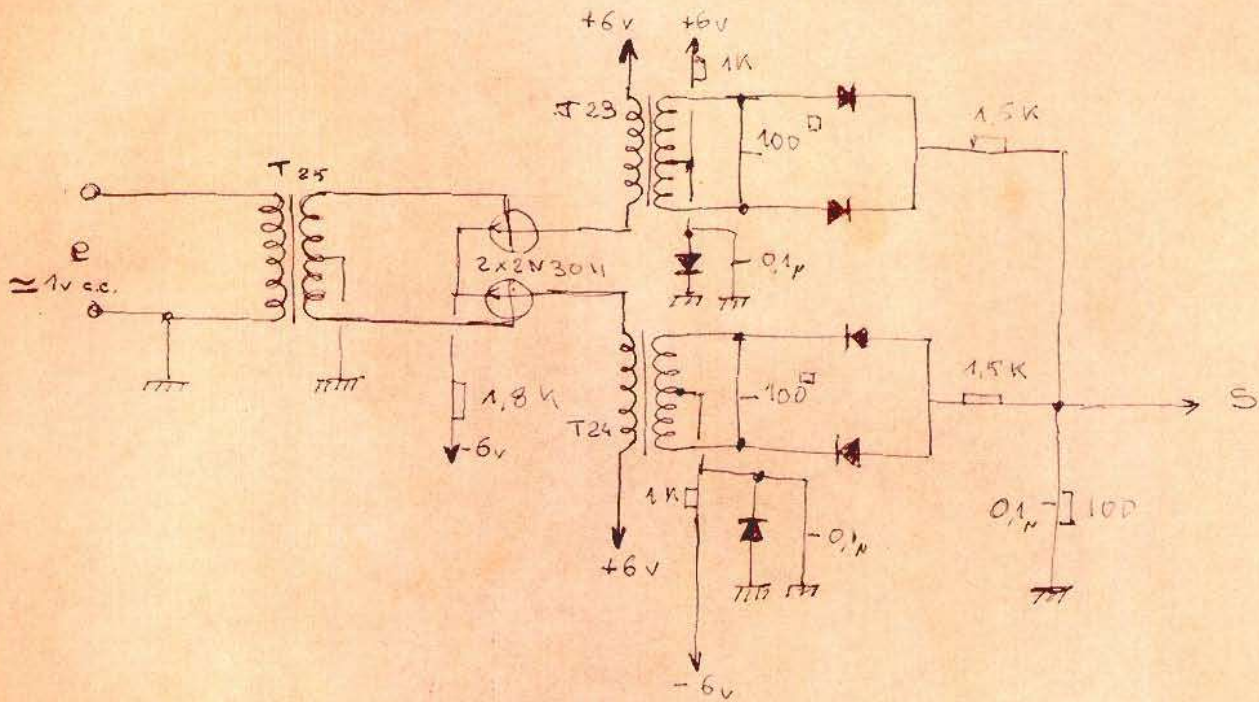 +6v
+6v
1K
T23
100
1,5K
T25
e
≃ 1v c.c.
2x2N3011
0,1µ
1,8K
-6v
T24
100
1,5K
S
1K
0,1µ
0,1µ
100
+6v
-6v